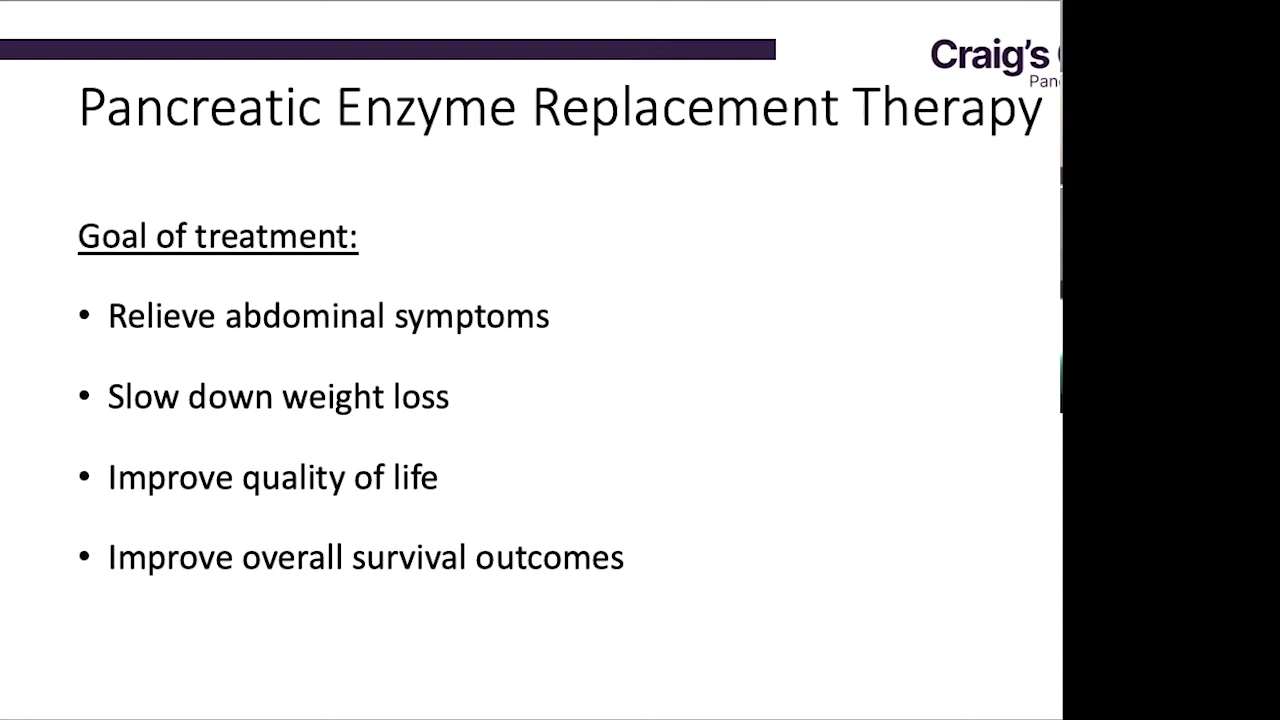 Craig's
Pancreatic Enzyme Replacement Therapy
Goal of treatment:
• Relieve abdominal symptoms
• Slow down weight loss
• Improve quality of life
• Improve overall survival outcomes